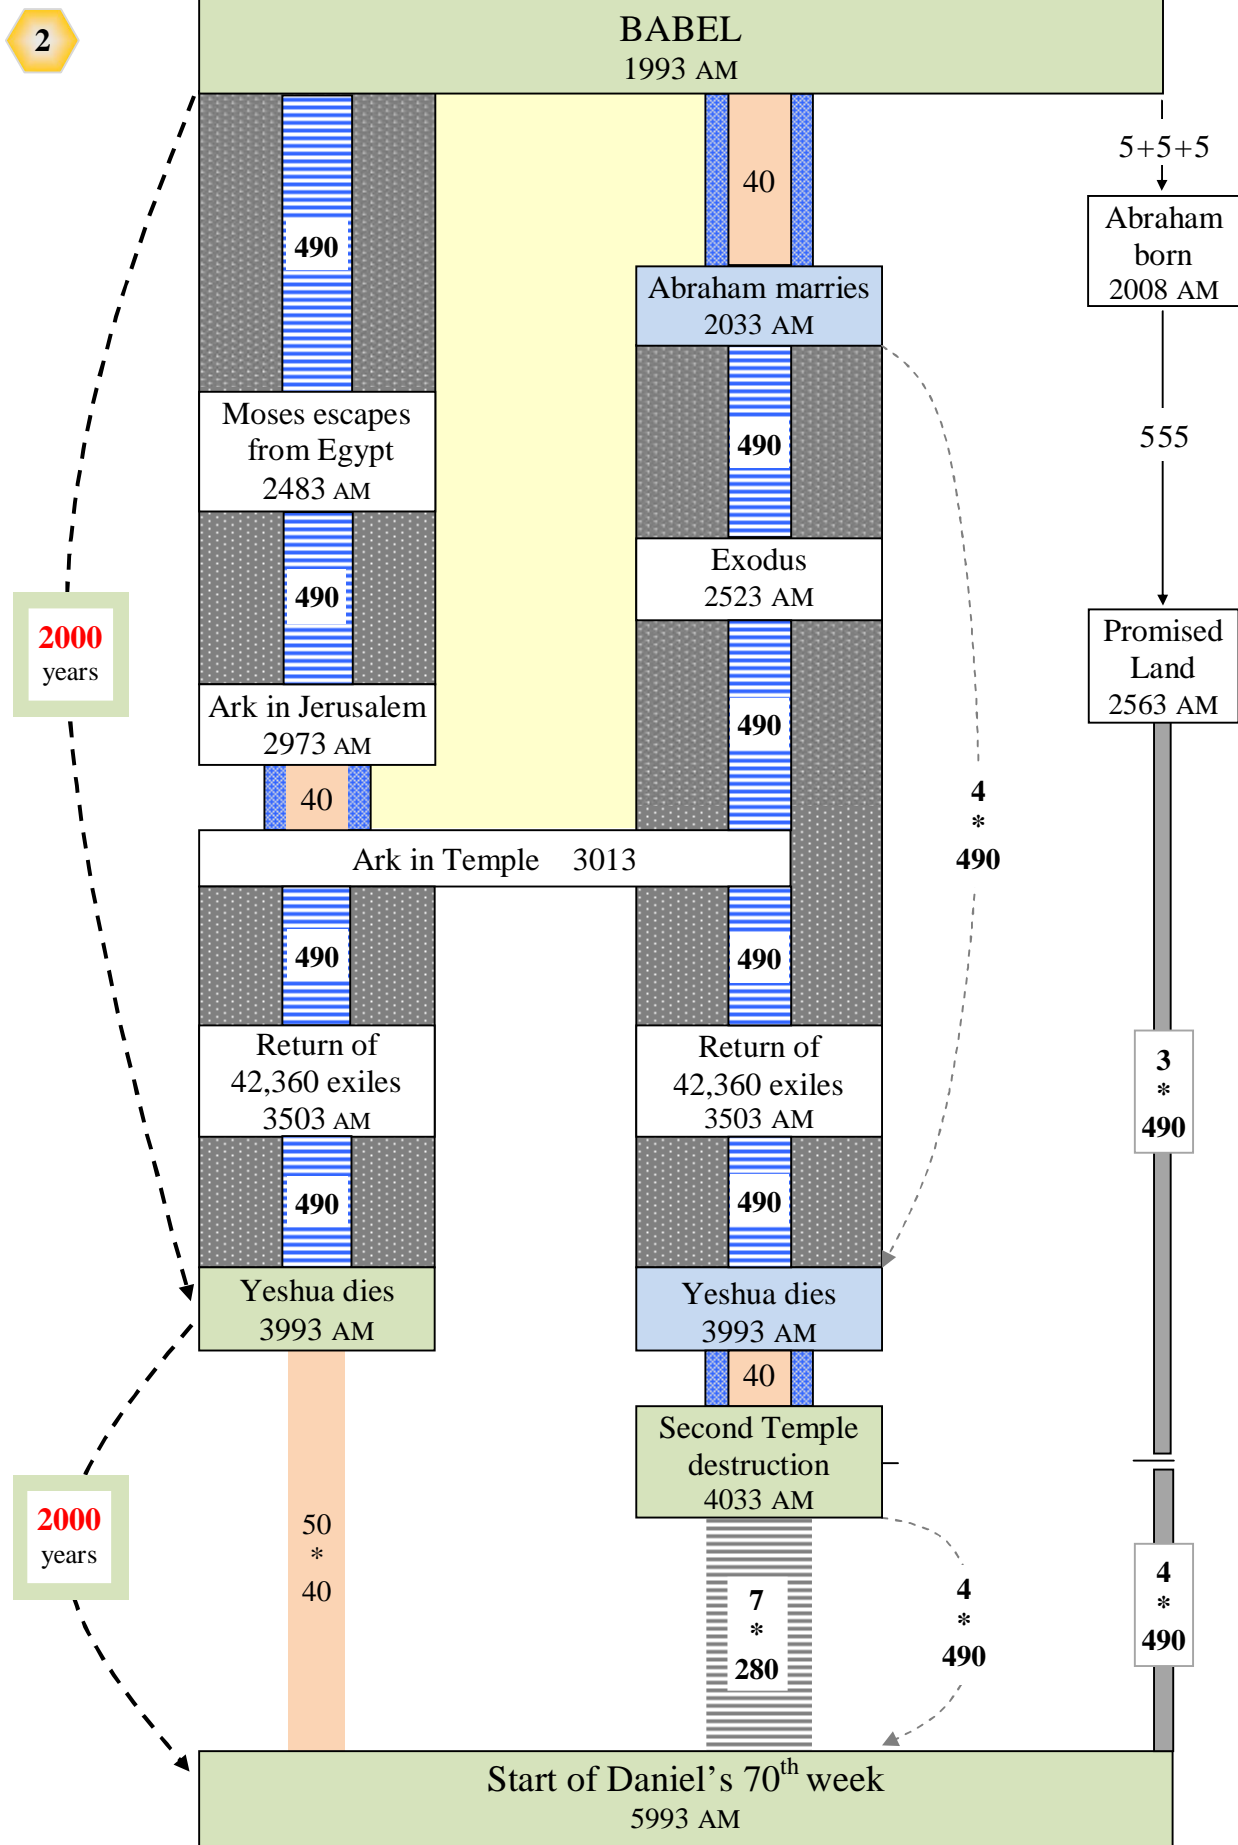 2
BABEL
1993 AM
5+5+5
40
490
Abraham
born
2008 AM
Abraham marries
2033 AM
Moses escapes
from Egypt
2483 AM
490
555
Exodus
2523 AM
490
2000
years
Promised
Land
2563 AM
Ark in Jerusalem
2973 AM
490
40
4
*
490
Ark in Temple 3013
490
490
Return of
42,360 exiles
3503 AM
Return of
42,360 exiles
3503 AM
3
*
490
490
490
Yeshua dies
3993 AM
Yeshua dies
3993 AM
40
Second Temple
destruction
4033 AM
2000
years
50
*
40
7
*
280
4
*
490
4
*
490
Start of Daniel’s 70th week
5993 AM